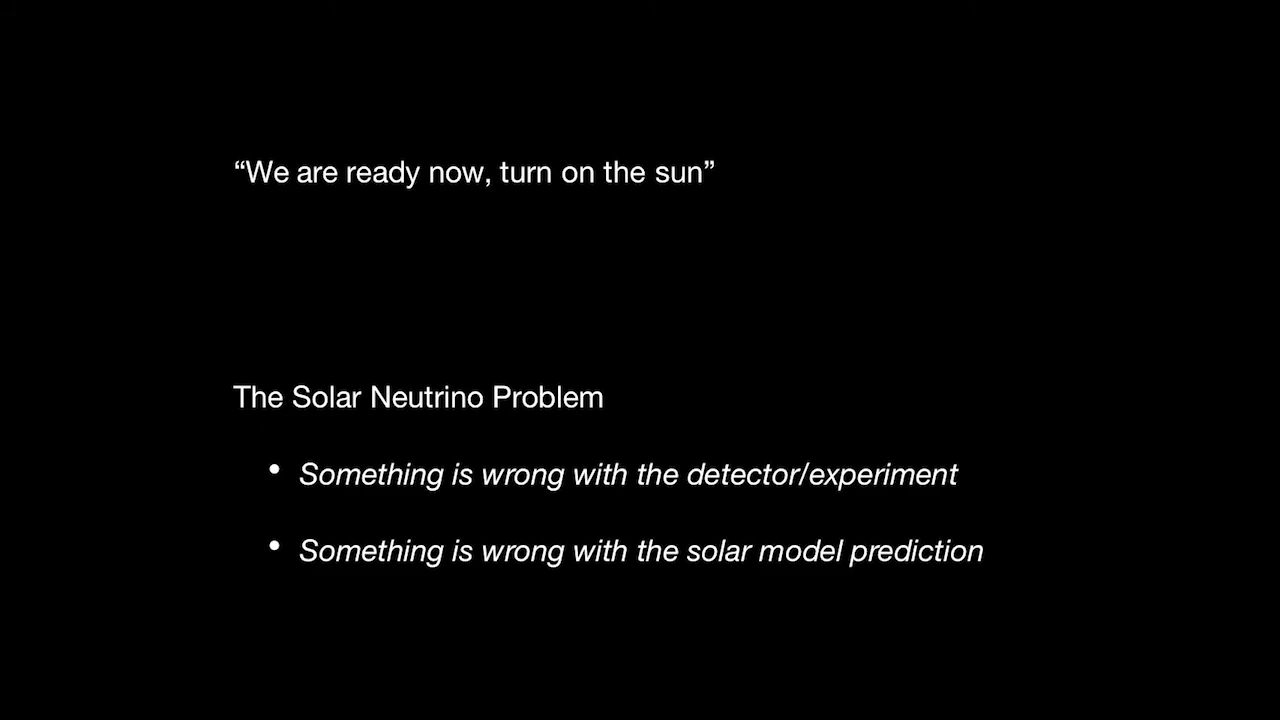 “We are ready now, turn on the sun”
The Solar Neutrino Problem
• Something is wrong with the detector/experiment
• Something is wrong with the solar model prediction